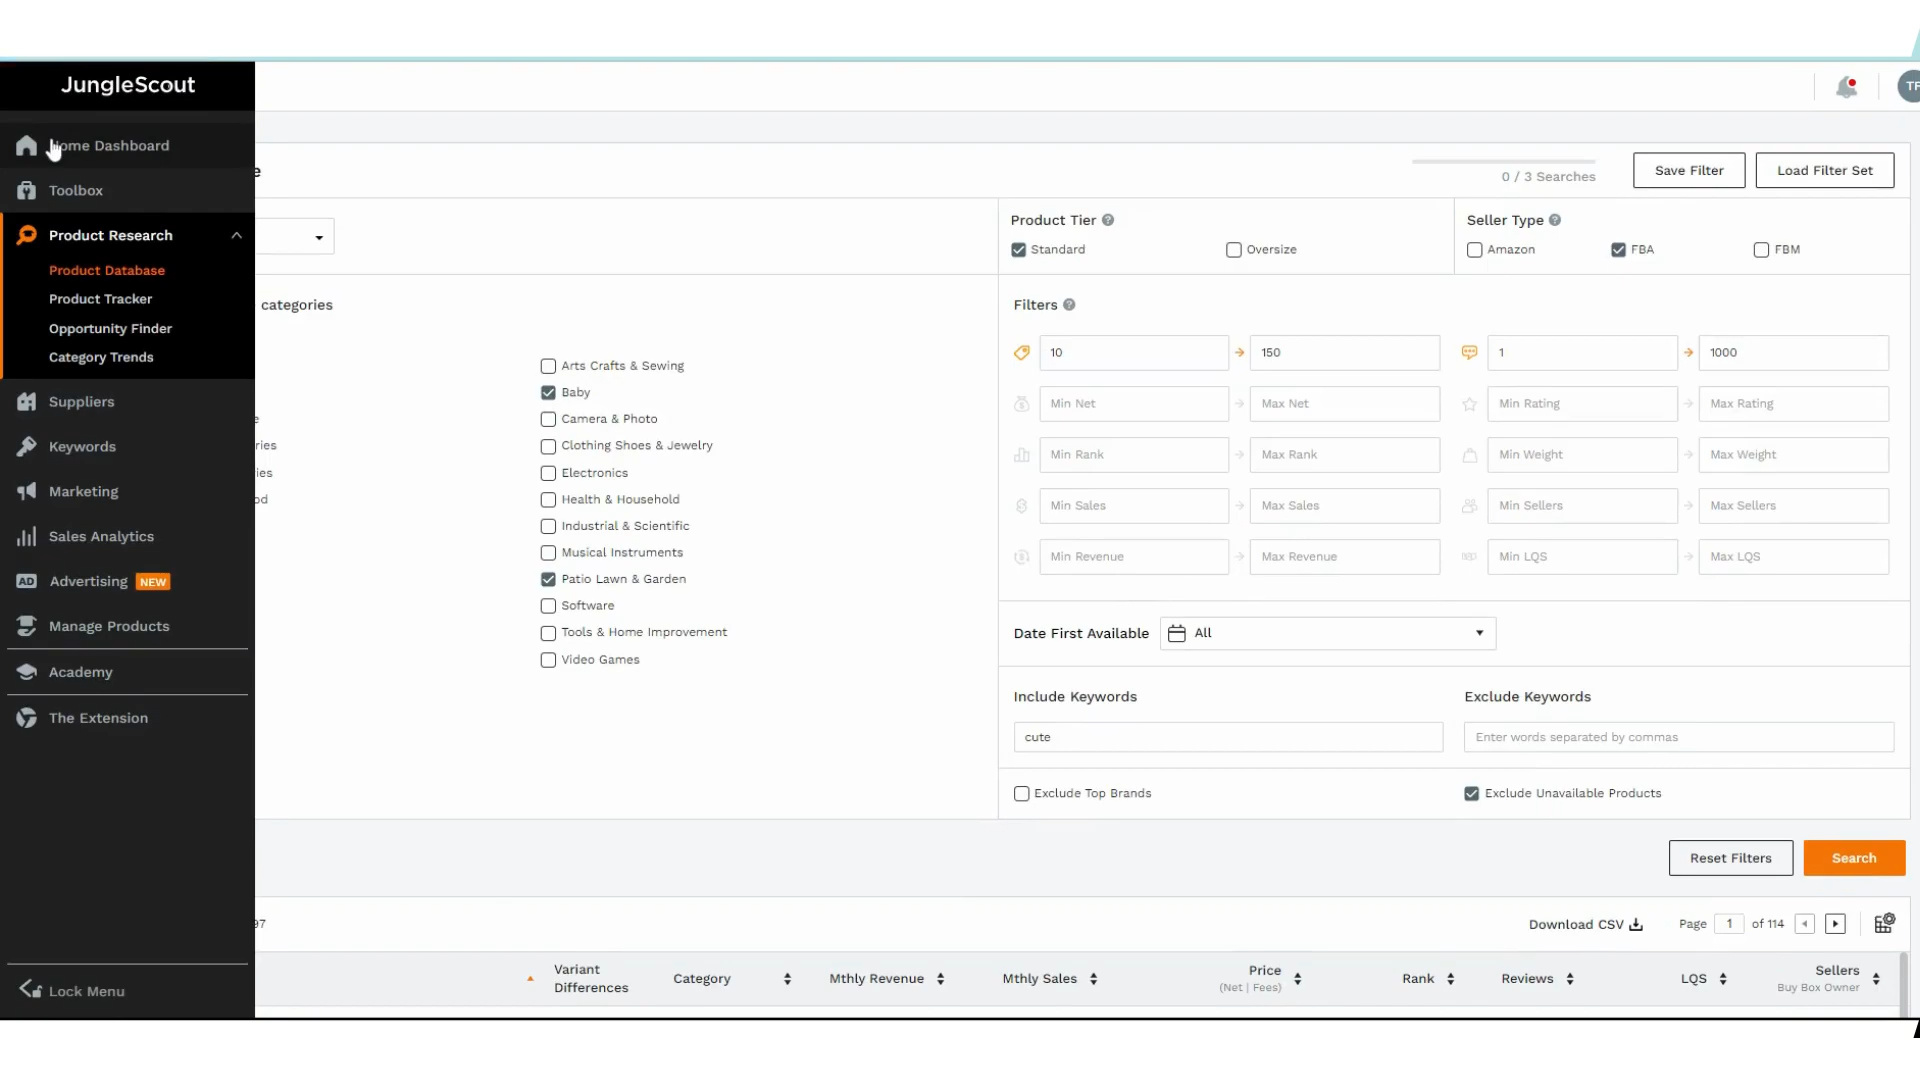 JungleScout
TF
Home Dashboard
Toolbox
Product Research
Product Database
Product Tracker
Opportunity Finder
Category Trends
Suppliers
Keywords
Marketing
Sales Analytics
AD Advertising NEW
Manage Products
Academy
The Extension
Lock Menu
0 / 3 Searches
Save Filter
Load Filter Set
Product Tier
Standard
Oversize
Seller Type
Amazon
FBA
FBM
categories
Arts Crafts & Sewing
Baby
Camera & Photo
Clothing Shoes & Jewelry
Electronics
Health & Household
Industrial & Scientific
Musical Instruments
Patio Lawn & Garden
Software
Tools & Home Improvement
Video Games
Filters
10 150 1 1000
Min Net Max Net Min Rating Max Rating
Min Rank Max Rank Min Weight Max Weight
Min Sales Max Sales Min Sellers Max Sellers
Min Revenue Max Revenue Min LQS Max LQS
Date First Available All
Include Keywords
cute
Exclude Keywords
Enter words separated by commas
Exclude Top Brands
Exclude Unavailable Products
Reset Filters
Search
97
Download CSV
Page 1 of 114
Variant
Differences
Category
Mthly Revenue
Mthly Sales
Price
(Net | Fees)
Rank
Reviews
LQS
Sellers
Buy Box Owner